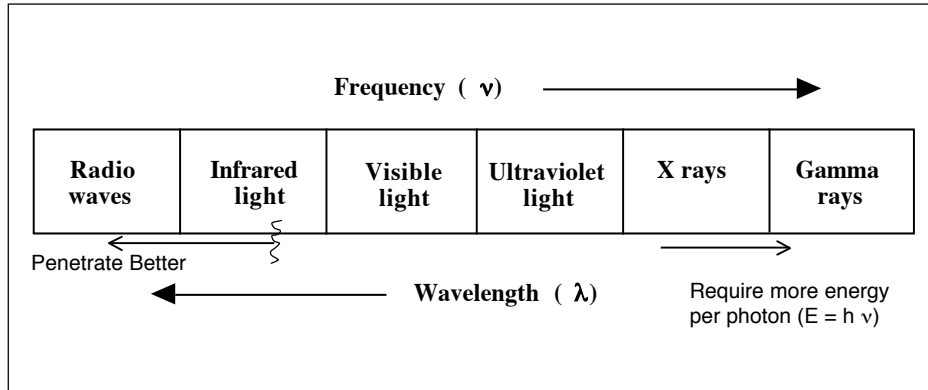 Frequency ( ν)
Radio waves
Infrared light
Visible light
Ultraviolet light
X rays
Gamma rays
Penetrate Better
Wavelength ( λ)
Require more energy
per photon (E = h ν)